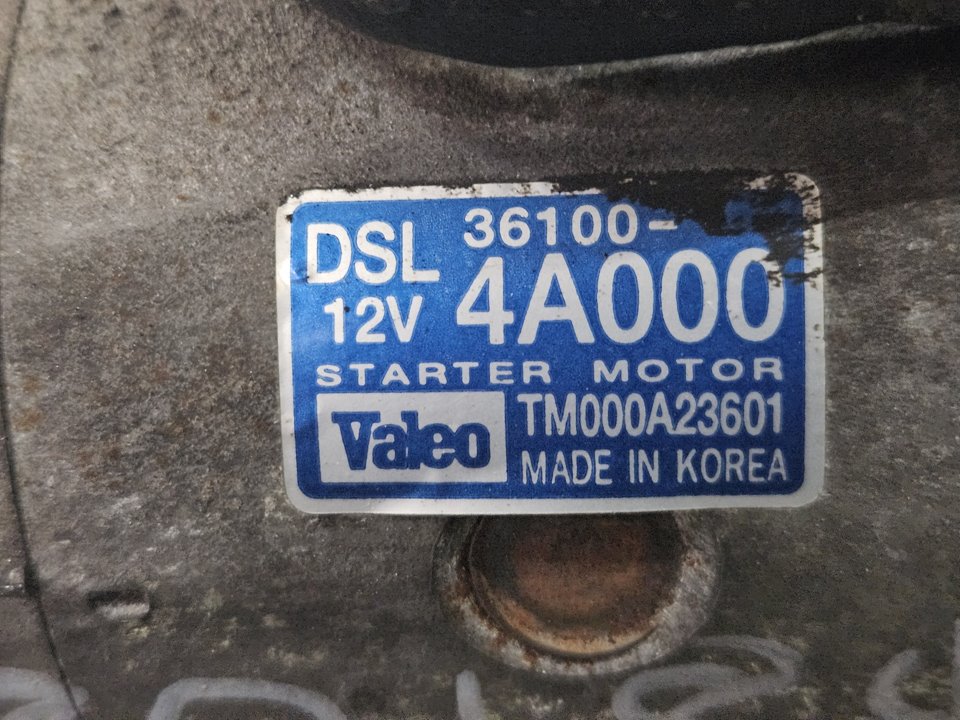 DSL 36100-
12V 4A000
STARTER MOTOR
Valeo TM000A23601
MADE IN KOREA